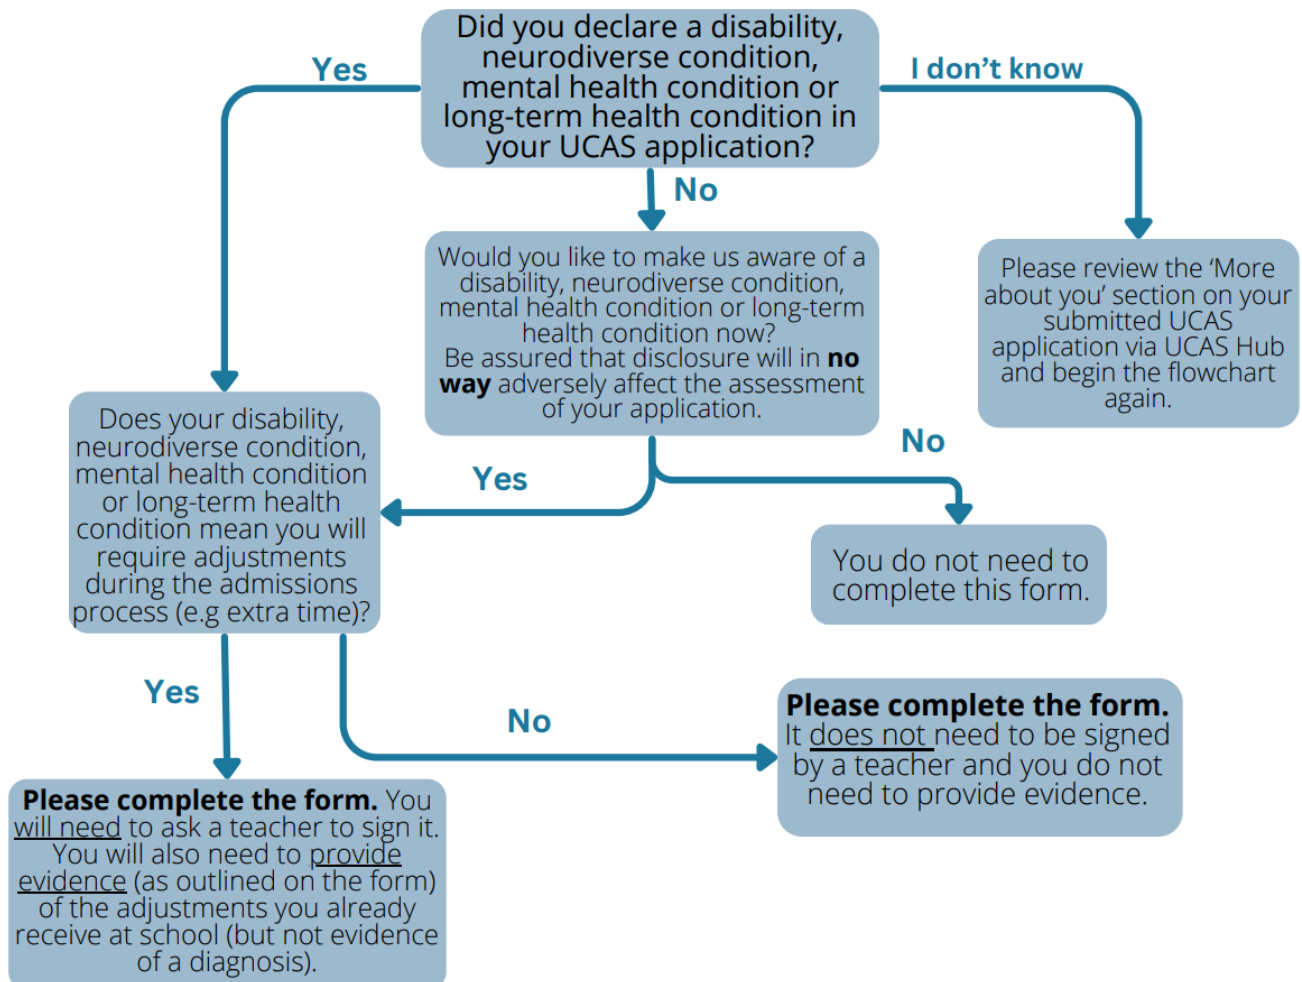 Did you declare a disability,
neurodiverse condition,
mental health condition or
long-term health condition in
your UCAS application?
Yes
I don’t know
No
Would you like to make us aware of a
disability, neurodiverse condition,
mental health condition or long-term
health condition now?
Be assured that disclosure will in no
way adversely affect the assessment
of your application.
Please review the ‘More
about you’ section on your
submitted UCAS
application via UCAS Hub
and begin the flowchart
again.
Yes
No
Does your disability,
neurodiverse condition,
mental health condition
or long-term health
condition mean you will
require adjustments
during the admissions
process (e.g extra time)?
You do not need to
complete this form.
Yes
No
Please complete the form.
It does not need to be signed
by a teacher and you do not
need to provide evidence.
Please complete the form. You
will need to ask a teacher to sign it.
You will also need to provide
evidence (as outlined on the form)
of the adjustments you already
receive at school (but not evidence
of a diagnosis).